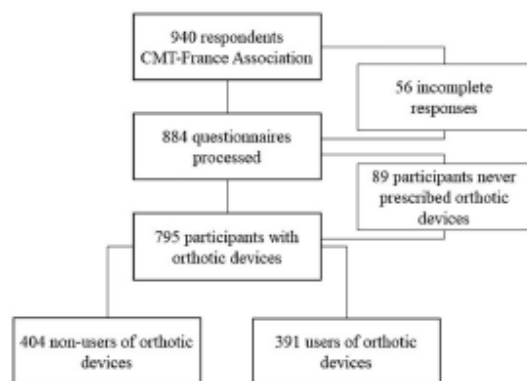 940 respondents
CMT-France Association
56 incomplete
responses
884 questionnaires
processed
89 participants never
prescribed orthotic
devices
795 participants with
orthotic devices
404 non-users of orthotic
devices
391 users of orthotic
devices